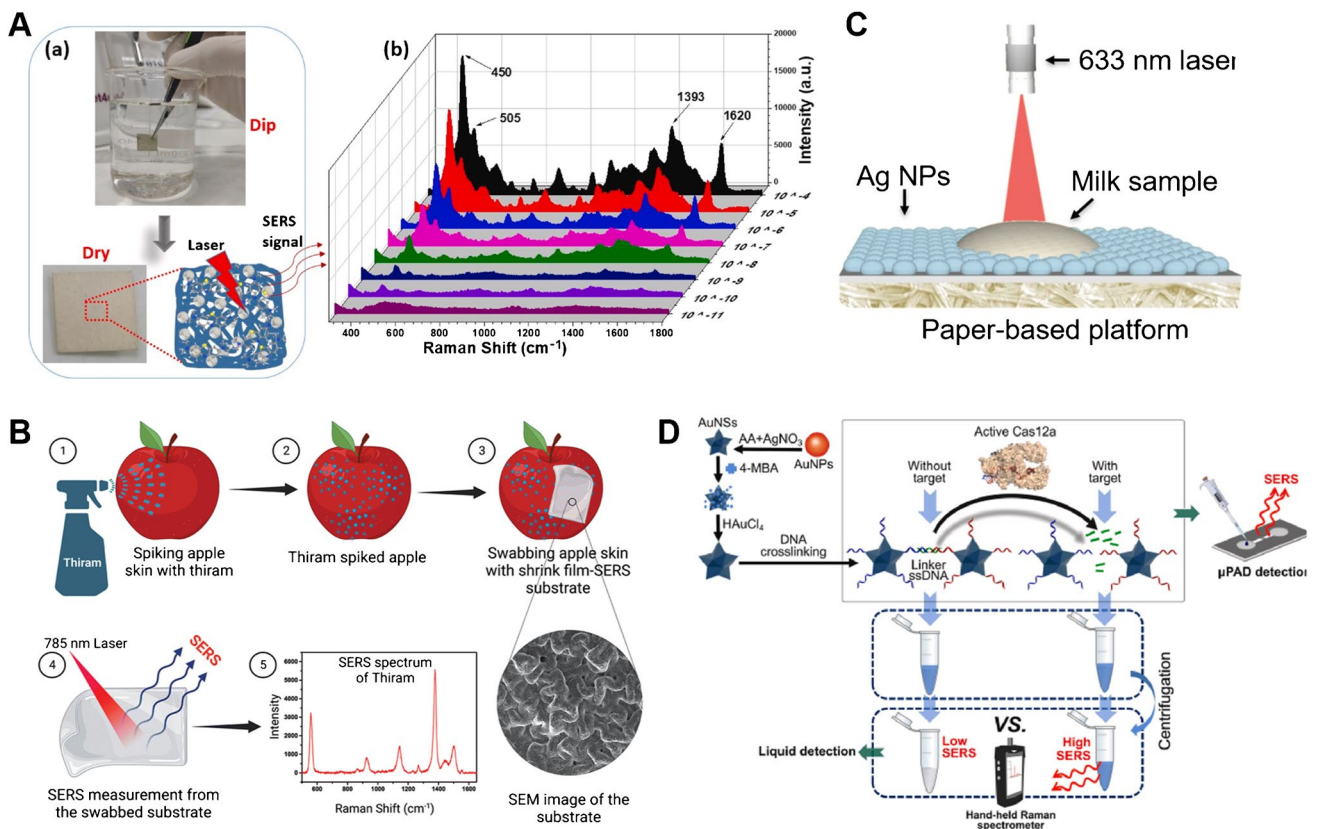 A
(a)
Dip
Dry
Laser
SERS
signal
(b)
450
505
1393
1620
20000
15000
10000
5000
0
Intensity (a.u.)
10^-4
10^-5
10^-6
10^-7
10^-8
10^-9
10^-10
10^-11
400
600
800
1000
1200
1400
1600
1800
Raman Shift (cm-1)
C
633 nm laser
Ag NPs
Milk sample
Paper-based platform
B
1
Thiram
Spiking apple
skin with thiram
2
Thiram spiked apple
3
Swabbing apple skin
with shrink film-SERS
substrate
4
785 nm Laser
SERS
SERS measurement from
the swabbed substrate
5
SERS spectrum
of Thiram
6000
5000
4000
3000
2000
1000
0
Intensity
600
800
1000
1200
1400
1600
Raman Shift (cm-1)
SEM image of the
substrate
D
AuNSs
AA+AgNO3
AuNPs
4-MBA
HAuCl4
DNA
crosslinking
Active Cas12a
Without
target
With
target
Linker
ssDNA
SERS
µPAD detection
Centrifugation
Liquid detection
Low
SERS
VS.
High
SERS
Hand-held Raman
spectrometer